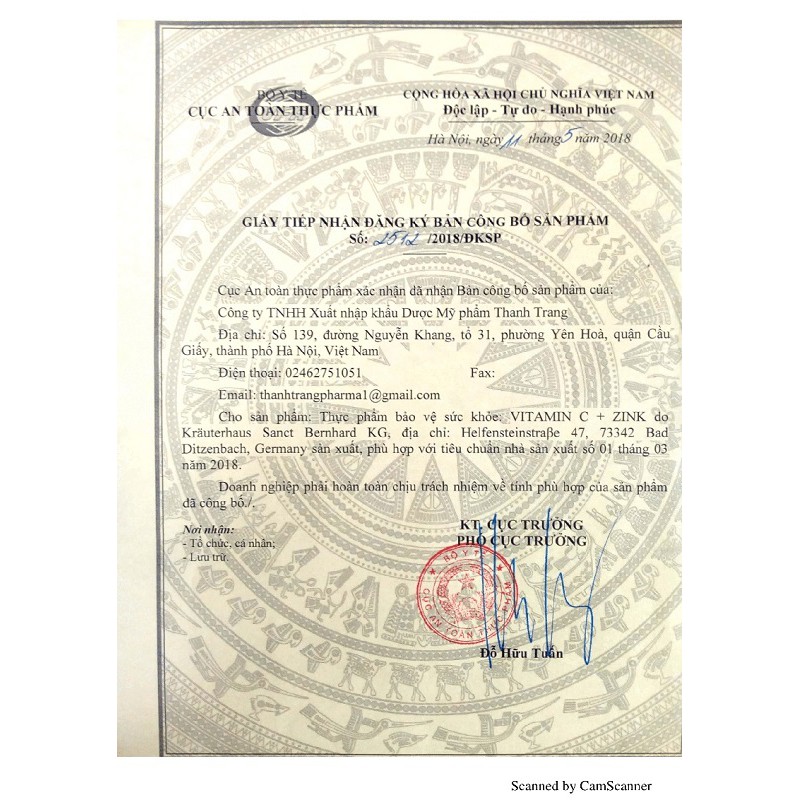 BỘ Y TẾ
CỤC AN TOÀN THỰC PHẨM
CỘNG HÒA XÃ HỘI CHỦ NGHĨA VIỆT NAM
Độc lập - Tự do - Hạnh phúc
Hà Nội, ngày 11 tháng 5 năm 2018
GIẤY TIẾP NHẬN ĐĂNG KÝ BẢN CÔNG BỐ SẢN PHẨM
Số: 2512 /2018/ĐKSP
Cục An toàn thực phẩm xác nhận đã nhận Bản công bố sản phẩm của:
Công ty TNHH Xuất nhập khẩu Dược Mỹ phẩm Thanh Trang
Địa chỉ: Số 139, đường Nguyễn Khang, tổ 31, phường Yên Hoà, quận Cầu
Giấy, thành phố Hà Nội, Việt Nam
Điện thoại: 02462751051 Fax:
Email: thanhtrangpharma1@gmail.com
Cho sản phẩm: Thực phẩm bảo vệ sức khỏe: VITAMIN C + ZINK do
Kräuterhaus Sanct Bernhard KG, địa chỉ: Helfensteinstraße 47, 73342 Bad
Ditzenbach, Germany sản xuất, phù hợp với tiêu chuẩn nhà sản xuất số 01 tháng 03
năm 2018.
Doanh nghiệp phải hoàn toàn chịu trách nhiệm về tính phù hợp của sản phẩm
đã công bố./.
Nơi nhận:
- Tổ chức, cá nhân;
- Lưu trữ.
KT. CỤC TRƯỞNG
PHÓ CỤC TRƯỞNG
BỘ Y TẾ
CỤC AN TOÀN THỰC PHẨM
Đỗ Hữu Tuấn
Scanned by CamScanner